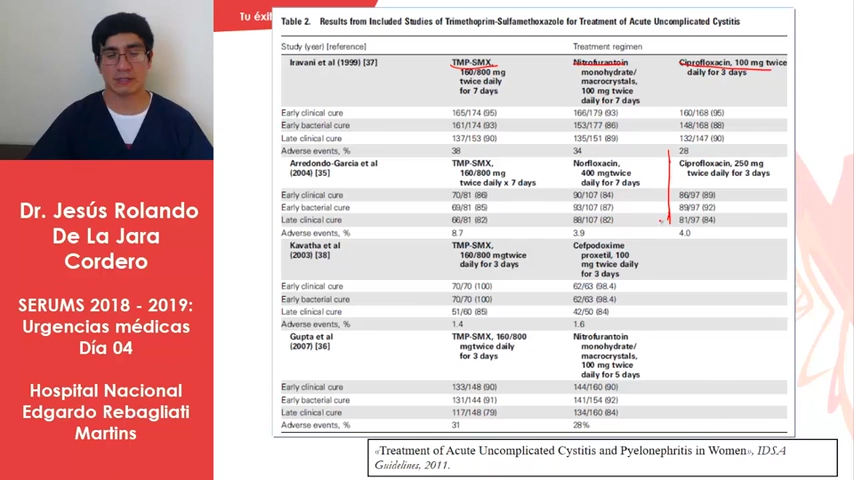 Tu éxit
Table 2. Results from Included Studies of Trimethoprim-Sulfamethoxazole for Treatment of Acute Uncomplicated Cystitis
Study (year) [reference] Treatment regimen
Iravani et al (1999) [37] TMP-SMX, 160/800 mg twice daily for 7 days Nitrofurantoin monohydrate/ macrocrystals, 100 mg twice daily for 7 days Ciprofloxacin, 100 mg twice daily for 3 days
Early clinical cure 165/174 (95) 166/179 (93) 160/168 (95)
Early bacterial cure 161/174 (93) 153/177 (86) 148/168 (88)
Late clinical cure 137/153 (90) 135/151 (89) 132/147 (90)
Adverse events, % 38 34 28
Arredondo-Garcia et al (2004) [35] TMP-SMX, 160/800 mg twice daily x 7 days Norfloxacin, 400 mgtwice daily for 7 days Ciprofloxacin, 250 mg twice daily for 3 days
Early clinical cure 70/81 (86) 90/107 (84) 86/97 (89)
Early bacterial cure 69/81 (85) 93/107 (87) 89/97 (92)
Late clinical cure 66/81 (82) 88/107 (82) 81/97 (84)
Adverse events, % 8.7 3.9 4.0
Kavatha et al (2003) [38] TMP-SMX, 160/800 mgtwice daily for 3 days Cefpodoxime proxetil, 100 mg twice daily for 3 days
Early clinical cure 70/70 (100) 62/63 (98.4)
Early bacterial cure 70/70 (100) 62/63 (98.4)
Late clinical cure 51/60 (85) 42/50 (84)
Adverse events, % 1.4 1.6
Gupta et al (2007) [36] TMP-SMX, 160/800 mgtwice daily for 3 days Nitrofurantoin monohydrate/ macrocrystals, 100 mg twice daily for 5 days
Early clinical cure 133/148 (90) 144/160 (90)
Early bacterial cure 131/144 (91) 141/154 (92)
Late clinical cure 117/148 (79) 134/160 (84)
Adverse events, % 31 28%
Dr. Jesús Rolando
De La Jara
Cordero
SERUMS 2018 - 2019:
Urgencias médicas
Día 04
Hospital Nacional
Edgardo Rebagliati
Martins
«Treatment of Acute Uncomplicated Cystitis and Pyelonephritis in Women», IDSA
Guidelines, 2011.